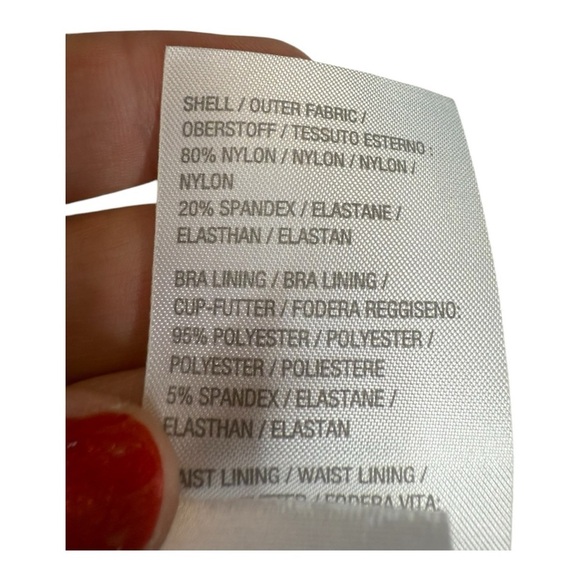 SHELL / OUTER FABRIC /
OBERSTOFF / TESSUTO ESTERNO :
80% NYLON / NYLON / NYLON /
NYLON
20% SPANDEX / ELASTANE /
ELASTHAN / ELASTAN
BRA LINING / BRA LINING /
CUP-FUTTER / FODERA REGGISENO:
95% POLYESTER / POLYESTER /
POLYESTER / POLIESTERE
5% SPANDEX / ELASTANE /
ELASTHAN / ELASTAN
AIST LINING / WAIST LINING /
/ FODERA VITA: